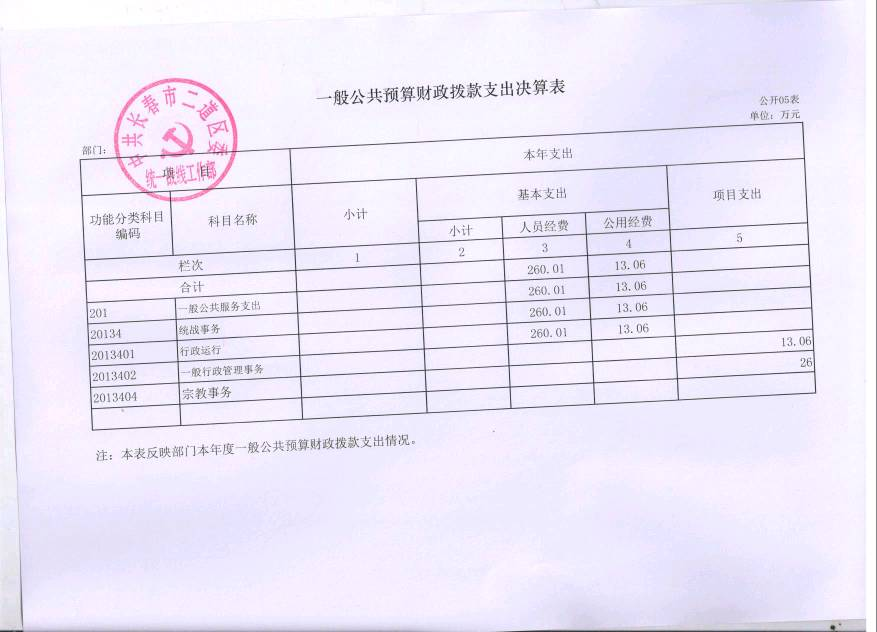 一般公共预算财政拨款支出决算表
公开05表
部门： 单位：万元
中共长春市二道区委
统一战线工作部
项 目 本年支出
功能分类科目编码 科目名称 小计 基本支出 项目支出
小计 人员经费 公用经费
栏次 1 2 3 4 5
合计 260.01 13.06
201 一般公共服务支出 260.01 13.06
20134 统战事务 260.01 13.06
2013401 行政运行 260.01 13.06
2013402 一般行政管理事务 13.06
2013404 宗教事务 26
注：本表反映部门本年度一般公共预算财政拨款支出情况。